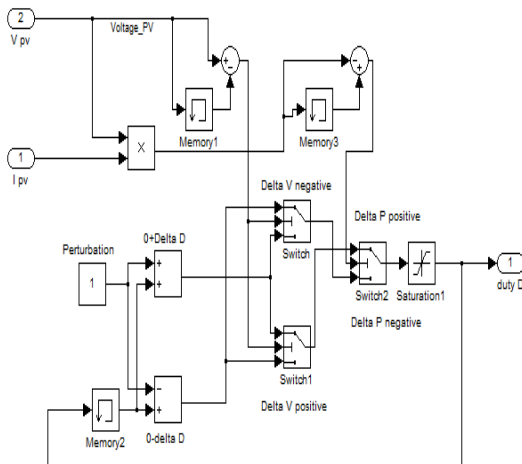 2
V pv
Voltage_PV
+
−
−
+
Memory1
Memory3
×
1
I pv
Delta V negative
Switch
Delta P positive
0+Delta D
+
+
Perturbation
1
Switch2
Saturation1
1
duty D
Delta P negative
Switch1
Delta V positive
−
+
0-delta D
Memory2